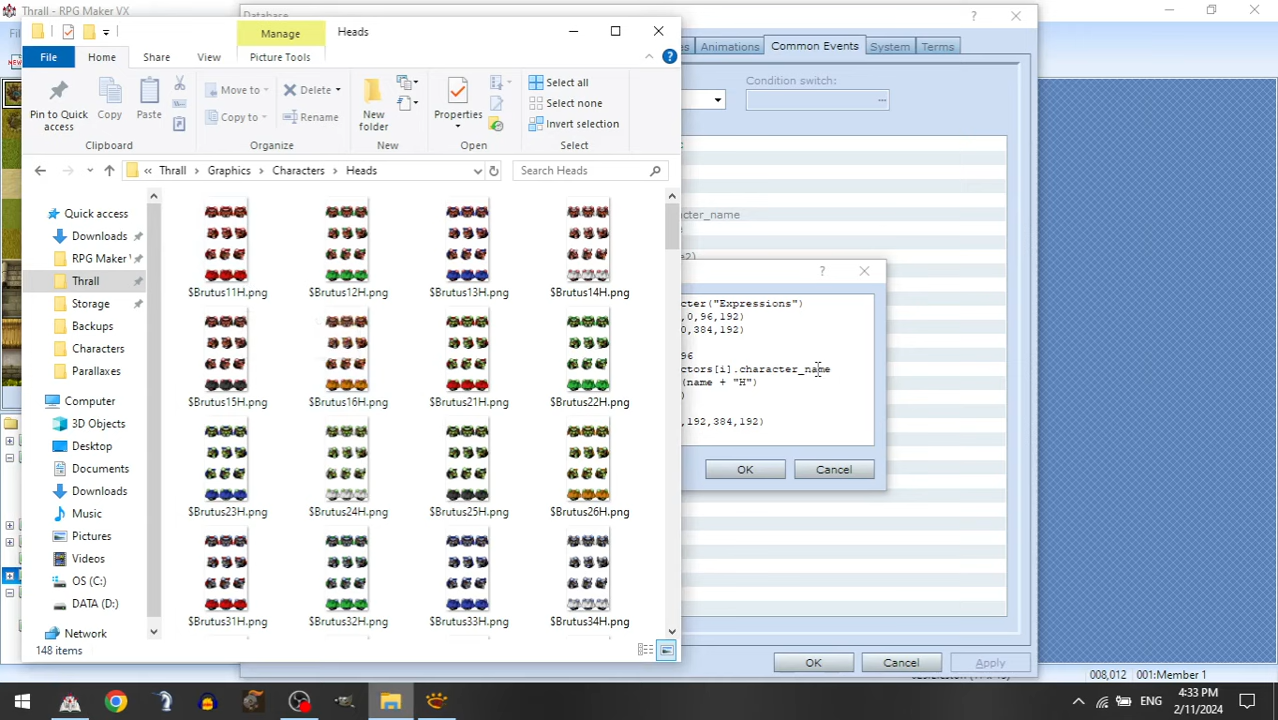 Thrall - RPG Maker VX
Database
Manage
Heads
File
Home
Share
View
Picture Tools
Animations
Common Events
System
Terms
Condition switch:
Pin to Quick access
Copy
Paste
Move to
Copy to
Delete
Rename
New folder
Properties
Select all
Select none
Invert selection
Clipboard
Organize
New
Open
Select
Thrall
Graphics
Characters
Heads
Search Heads
Quick access
Downloads
RPG Maker
Thrall
Storage
Backups
Characters
Parallaxes
Computer
3D Objects
Desktop
Documents
Downloads
Music
Pictures
Videos
OS (C:)
DATA (D:)
Network
148 items
$Brutus11H.png
$Brutus12H.png
$Brutus13H.png
$Brutus14H.png
$Brutus15H.png
$Brutus16H.png
$Brutus21H.png
$Brutus22H.png
$Brutus23H.png
$Brutus24H.png
$Brutus25H.png
$Brutus26H.png
$Brutus31H.png
$Brutus32H.png
$Brutus33H.png
$Brutus34H.png
cter("Expressions")
,0,96,192)
0,384,192)
96
ctors[i].character_name
(name + "H")
)
,192,384,192)
OK
Cancel
OK
Cancel
Apply
008,012
001:Member 1
ENG
4:33 PM
2/11/2024